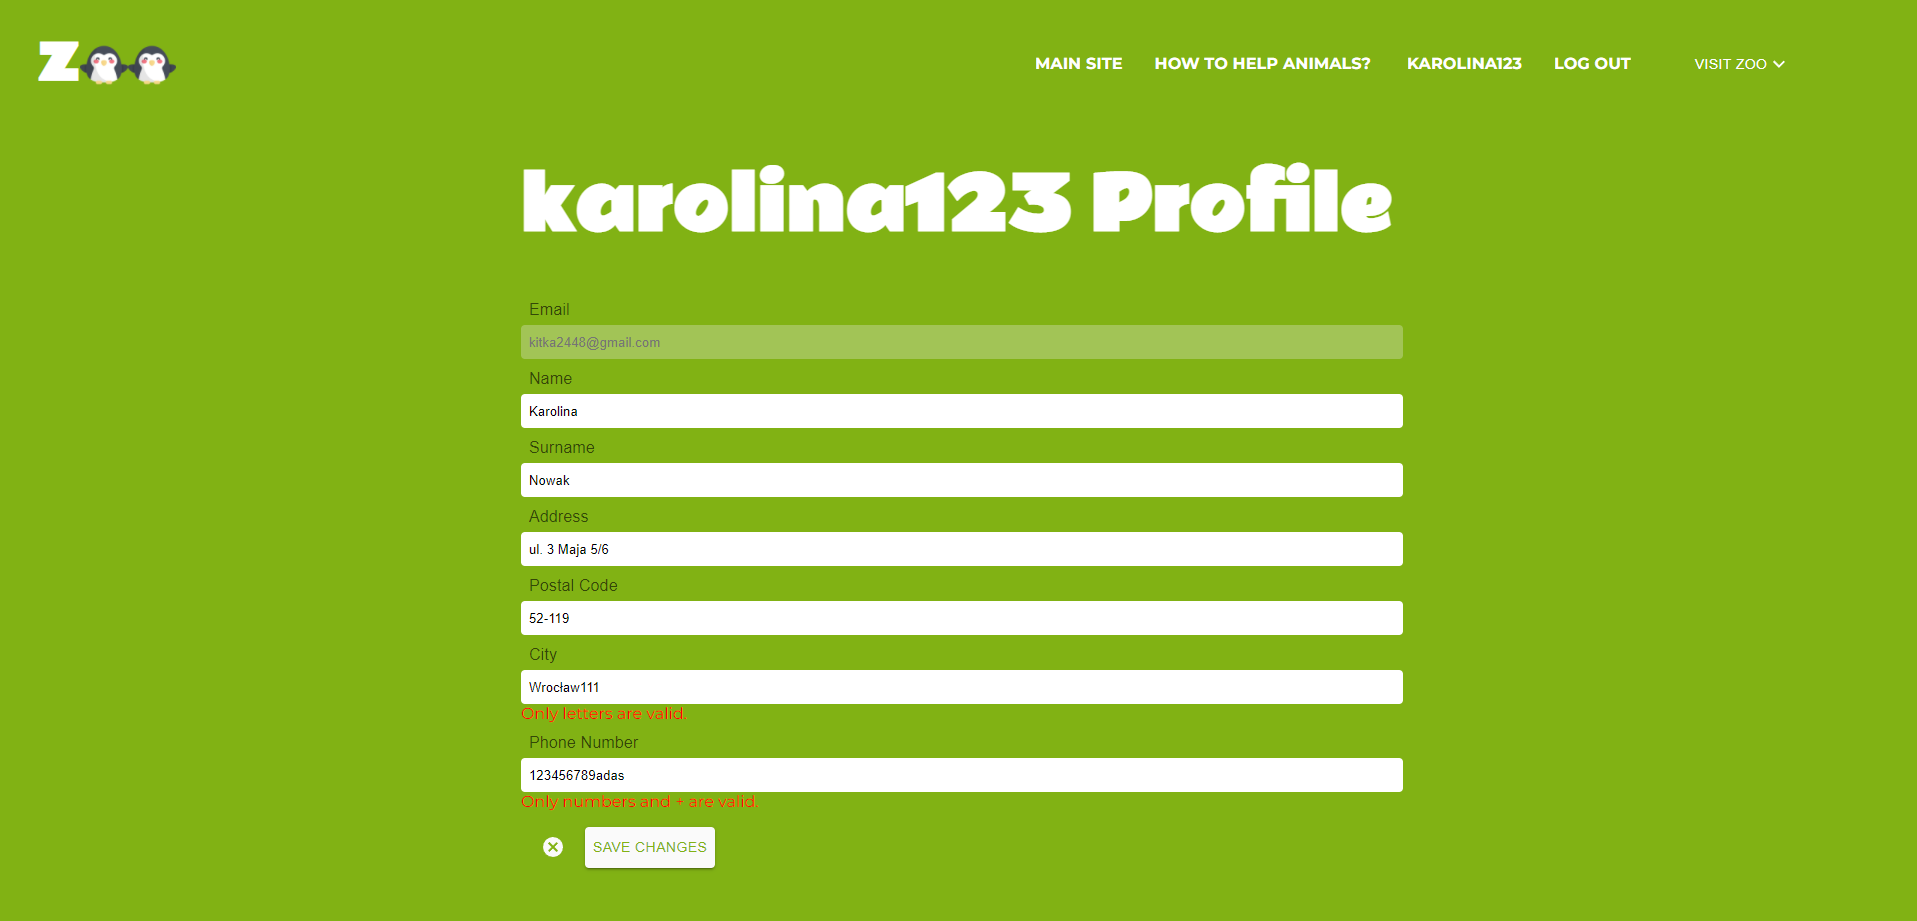 Z
MAIN SITE HOW TO HELP ANIMALS? KAROLINA123 LOG OUT VISIT ZOO
karolina123 Profile
Email
kitka2448@gmail.com
Name
Karolina
Surname
Nowak
Address
ul. 3 Maja 5/6
Postal Code
52-119
City
Wrocław111
Only letters are valid.
Phone Number
123456789adas
Only numbers and + are valid.
SAVE CHANGES